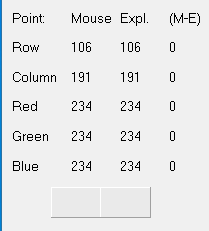 Point: Mouse Expl. (M-E)
Row 106 106 0
Column 191 191 0
Red 234 234 0
Green 234 234 0
Blue 234 234 0